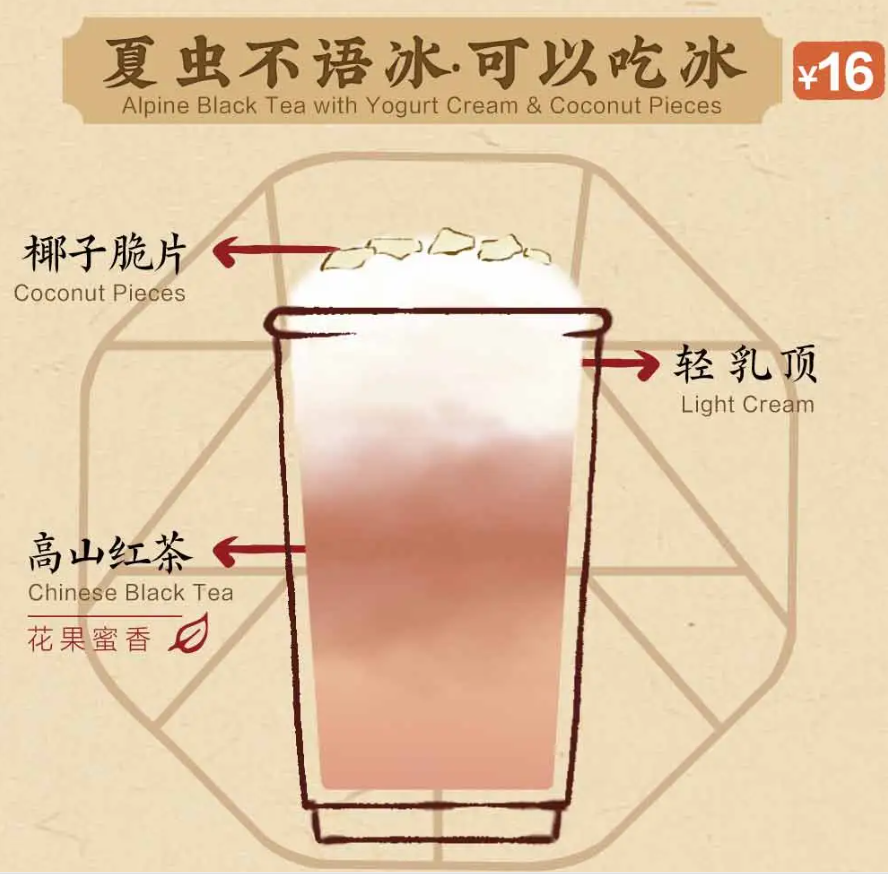 夏虫不语冰·可以吃冰
Alpine Black Tea with Yogurt Cream & Coconut Pieces
¥16
椰子脆片
Coconut Pieces
轻乳顶
Light Cream
高山红茶
Chinese Black Tea
花果蜜香